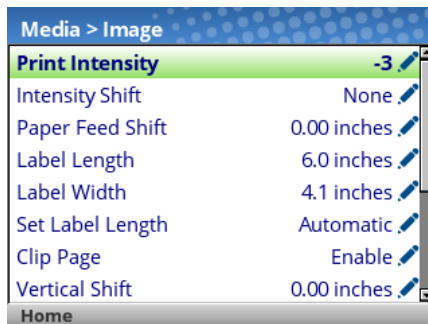 Media > Image
Print Intensity -3
Intensity Shift None
Paper Feed Shift 0.00 inches
Label Length 6.0 inches
Label Width 4.1 inches
Set Label Length Automatic
Clip Page Enable
Vertical Shift 0.00 inches
Home